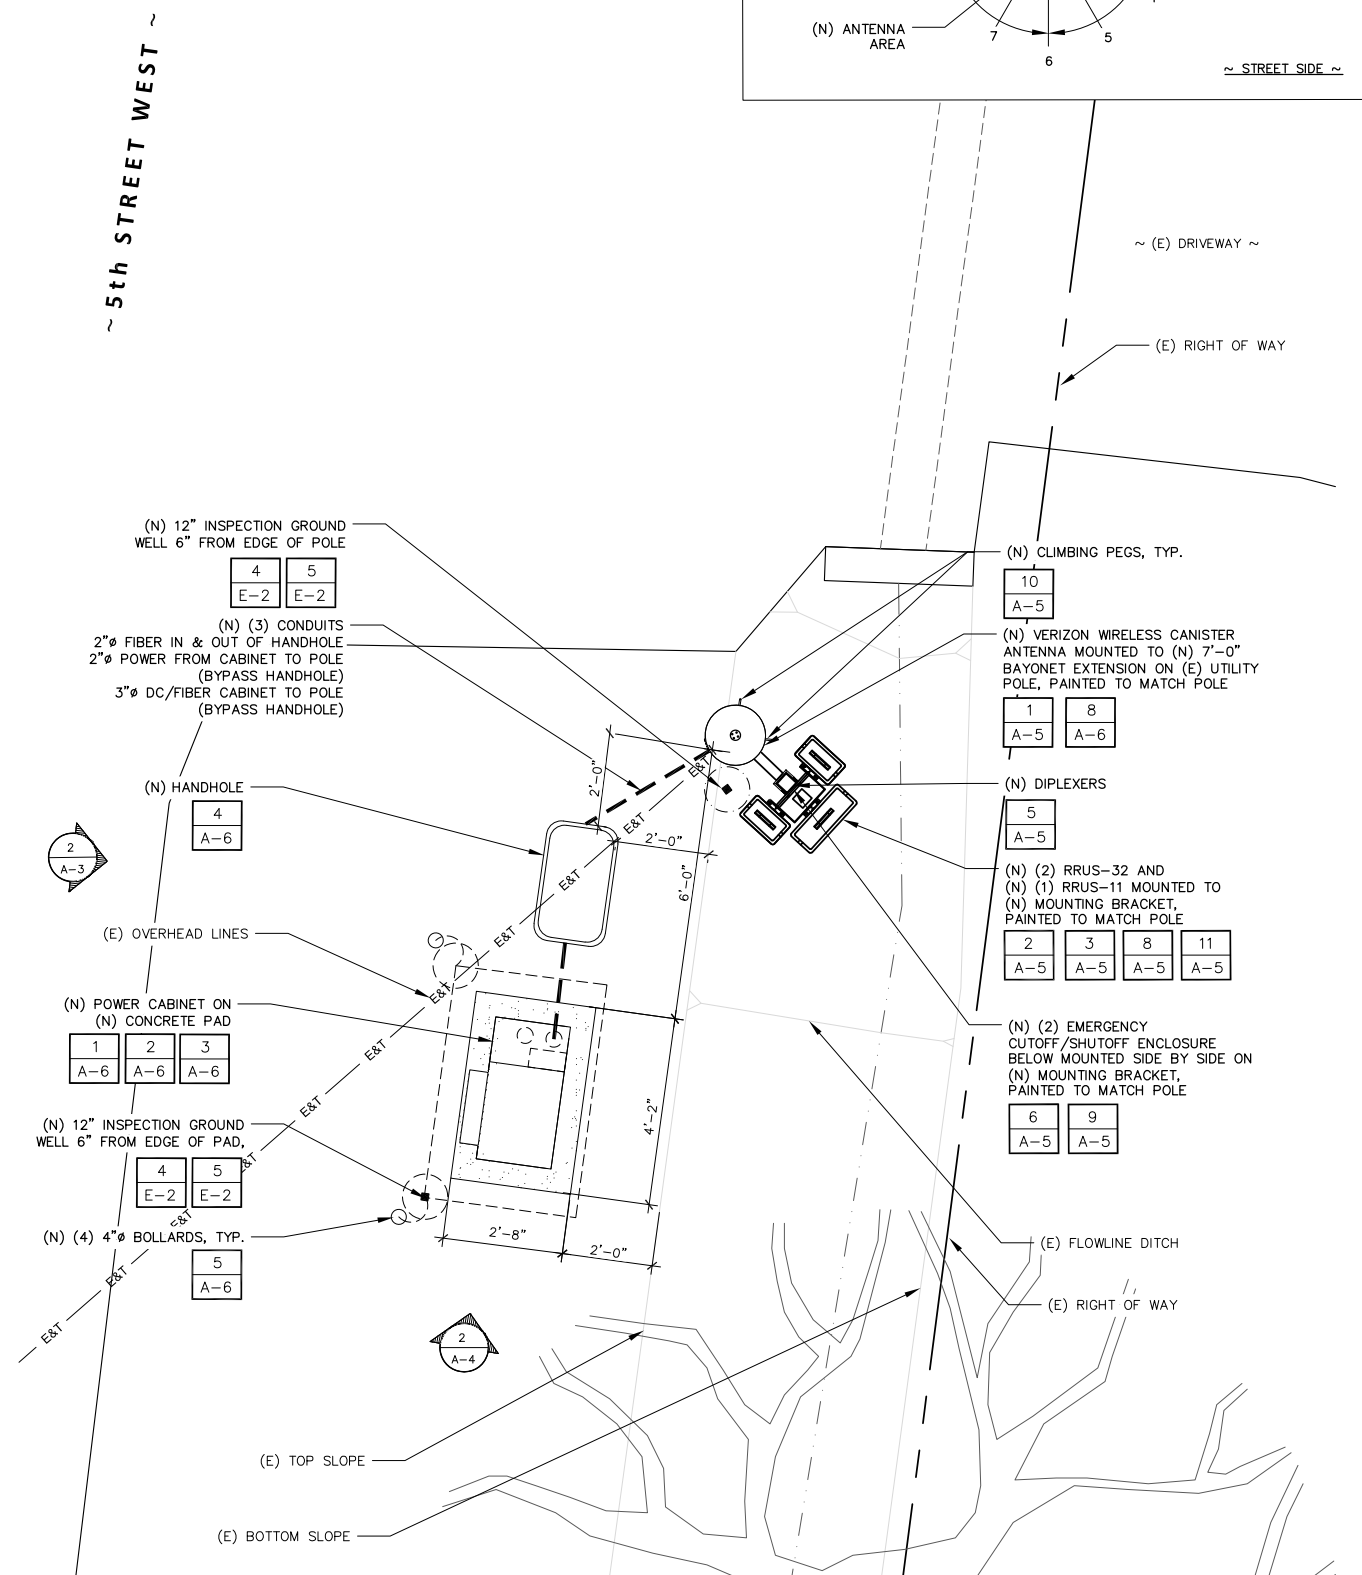 ~ 5th STREET WEST ~
(N) ANTENNA
AREA
7
6
5
~ STREET SIDE ~
~ (E) DRIVEWAY ~
(E) RIGHT OF WAY
(N) 12" INSPECTION GROUND
WELL 6" FROM EDGE OF POLE
4 5
E-2 E-2
(N) (3) CONDUITS
2"ø FIBER IN & OUT OF HANDHOLE
2"ø POWER FROM CABINET TO POLE
(BYPASS HANDHOLE)
3"ø DC/FIBER CABINET TO POLE
(BYPASS HANDHOLE)
(N) HANDHOLE
4
A-6
2
A-3
(E) OVERHEAD LINES
(N) POWER CABINET ON
(N) CONCRETE PAD
1 2 3
A-6 A-6 A-6
(N) 12" INSPECTION GROUND
WELL 6" FROM EDGE OF PAD,
4 5
E-2 E-2
(N) (4) 4"ø BOLLARDS, TYP.
5
A-6
E&T
E&T
E&T
E&T
E&T
E&T
E&T
E&T
E&T
E&T
E&T
2'-0"
2'-0"
6'-0"
4'-2"
2'-8"
2'-0"
2
A-4
(E) TOP SLOPE
(E) BOTTOM SLOPE
(N) CLIMBING PEGS, TYP.
10
A-5
(N) VERIZON WIRELESS CANISTER
ANTENNA MOUNTED TO (N) 7'-0"
BAYONET EXTENSION ON (E) UTILITY
POLE, PAINTED TO MATCH POLE
1 8
A-5 A-6
(N) DIPLEXERS
5
A-5
(N) (2) RRUS-32 AND
(N) (1) RRUS-11 MOUNTED TO
(N) MOUNTING BRACKET,
PAINTED TO MATCH POLE
2 3 8 11
A-5 A-5 A-5 A-5
(N) (2) EMERGENCY
CUTOFF/SHUTOFF ENCLOSURE
BELOW MOUNTED SIDE BY SIDE ON
(N) MOUNTING BRACKET,
PAINTED TO MATCH POLE
6 9
A-5 A-5
(E) FLOWLINE DITCH
(E) RIGHT OF WAY